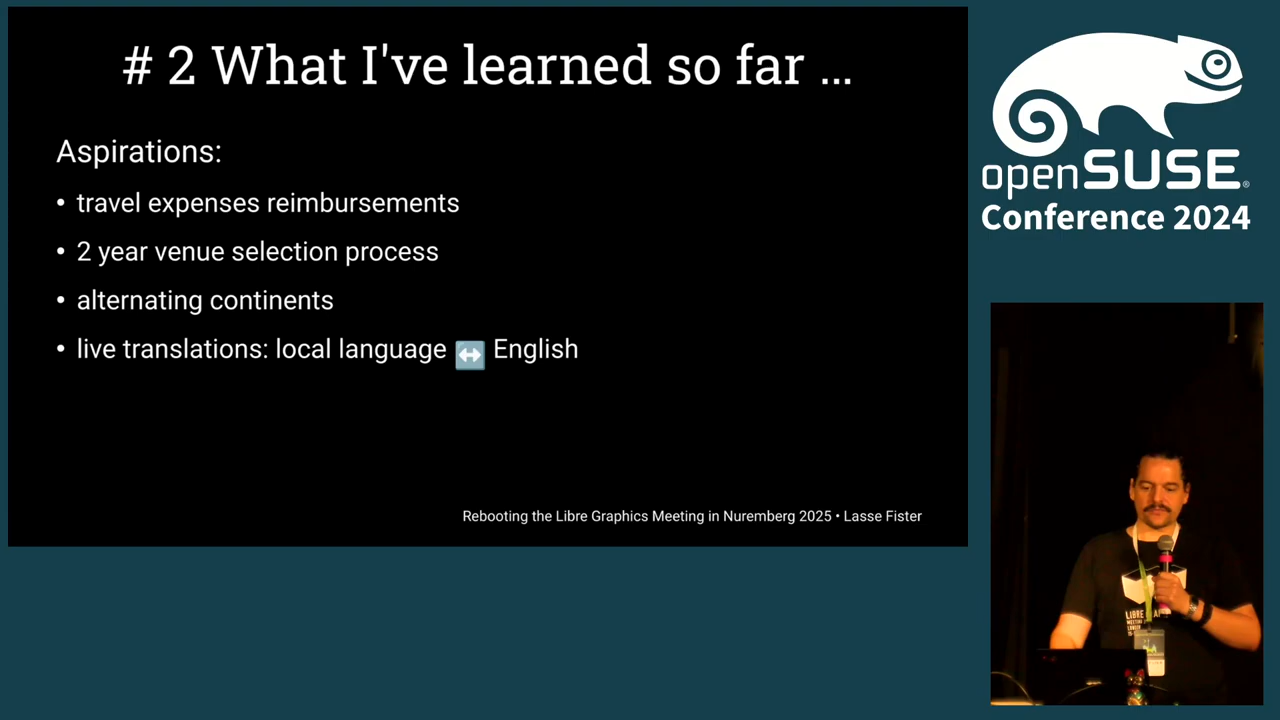 # 2 What I've learned so far ...
Aspirations:
• travel expenses reimbursements
• 2 year venue selection process
• alternating continents
• live translations: local language ↔ English
Rebooting the Libre Graphics Meeting in Nuremberg 2025 • Lasse Fister
openSUSE®
Conference 2024
LIBRE